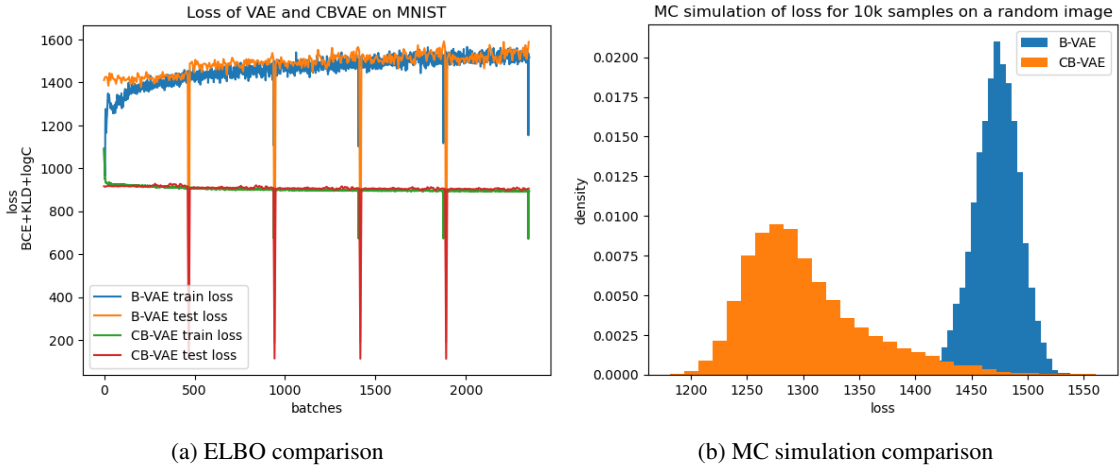 Loss of VAE and CBVAE on MNIST
1600
1400
1200
1000
800
600
400
200
loss
BCE+KLD+logC
0
500
1000
1500
2000
batches
B-VAE train loss
B-VAE test loss
CB-VAE train loss
CB-VAE test loss
(a) ELBO comparison
MC simulation of loss for 10k samples on a random image
0.0200
0.0175
0.0150
0.0125
0.0100
0.0075
0.0050
0.0025
0.0000
density
1200
1250
1300
1350
1400
1450
1500
1550
loss
B-VAE
CB-VAE
(b) MC simulation comparison